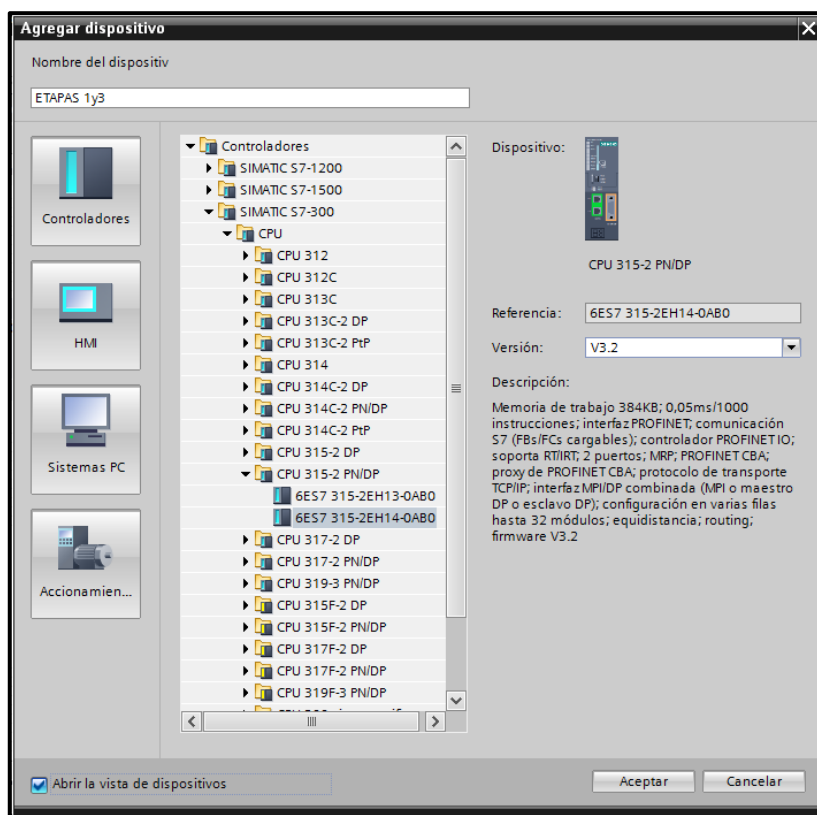 Agregar dispositivo
Nombre del dispositiv
ETAPAS 1y3
Controladores
HMI
Sistemas PC
Accionamien...
Controladores
SIMATIC S7-1200
SIMATIC S7-1500
SIMATIC S7-300
CPU
CPU 312
CPU 312C
CPU 313C
CPU 313C-2 DP
CPU 313C-2 PtP
CPU 314
CPU 314C-2 DP
CPU 314C-2 PN/DP
CPU 314C-2 PtP
CPU 315-2 DP
CPU 315-2 PN/DP
6ES7 315-2EH13-0AB0
6ES7 315-2EH14-0AB0
CPU 317-2 DP
CPU 317-2 PN/DP
CPU 319-3 PN/DP
CPU 315F-2 DP
CPU 315F-2 PN/DP
CPU 317F-2 DP
CPU 317F-2 PN/DP
CPU 319F-3 PN/DP
Dispositivo:
SIEMENS
CPU 315-2 PN/DP
Referencia:
6ES7 315-2EH14-0AB0
Versión:
V3.2
Descripción:
Memoria de trabajo 384KB; 0,05ms/1000
instrucciones; interfaz PROFINET; comunicación
S7 (FBs/FCs cargables); controlador PROFINET IO;
soporta RT/IRT; 2 puertos; MRP; PROFINET CBA;
proxy de PROFINET CBA; protocolo de transporte
TCP/IP; interfaz MPI/DP combinada (MPI o maestro
DP o esclavo DP); configuración en varias filas
hasta 32 módulos; equidistancia; routing;
firmware V3.2
Abrir la vista de dispositivos
Aceptar
Cancelar